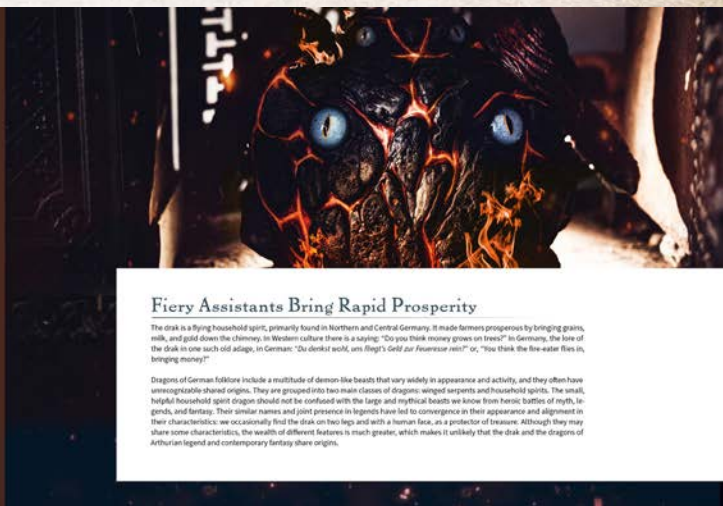 Fiery Assistants Bring Rapid Prosperity
The drak is a flying household spirit, primarily found in Northern and Central Germany. It made farmers prosperous by bringing grains,
milk, and gold down the chimney. In Western culture there is a saying: "Do you think money grows on trees?" In Germany, the lore of
the drak in one such old adage, in German: "Du denkst wohl, uns fliegt's Geld zur Feueresse rein?" or, "You think the fire-eater flies in,
bringing money?"
Dragons of German folklore include a multitude of demon-like beasts that vary widely in appearance and activity, and they often have
unrecognizable shared origins. They are grouped into two main classes of dragons: winged serpents and household spirits. The small,
helpful household spirit dragon should not be confused with the large and mythical beasts we know from heroic battles of myth, le-
gends, and fantasy. Their similar names and joint presence in legends have led to convergence in their appearance and alignment in
their characteristics: we occasionally find the drak on two legs and with a human face, as a protector of treasure. Although they may
share some characteristics, the wealth of different features is much greater, which makes it unlikely that the drak and the dragons of
Arthurian legend and contemporary fantasy share origins.